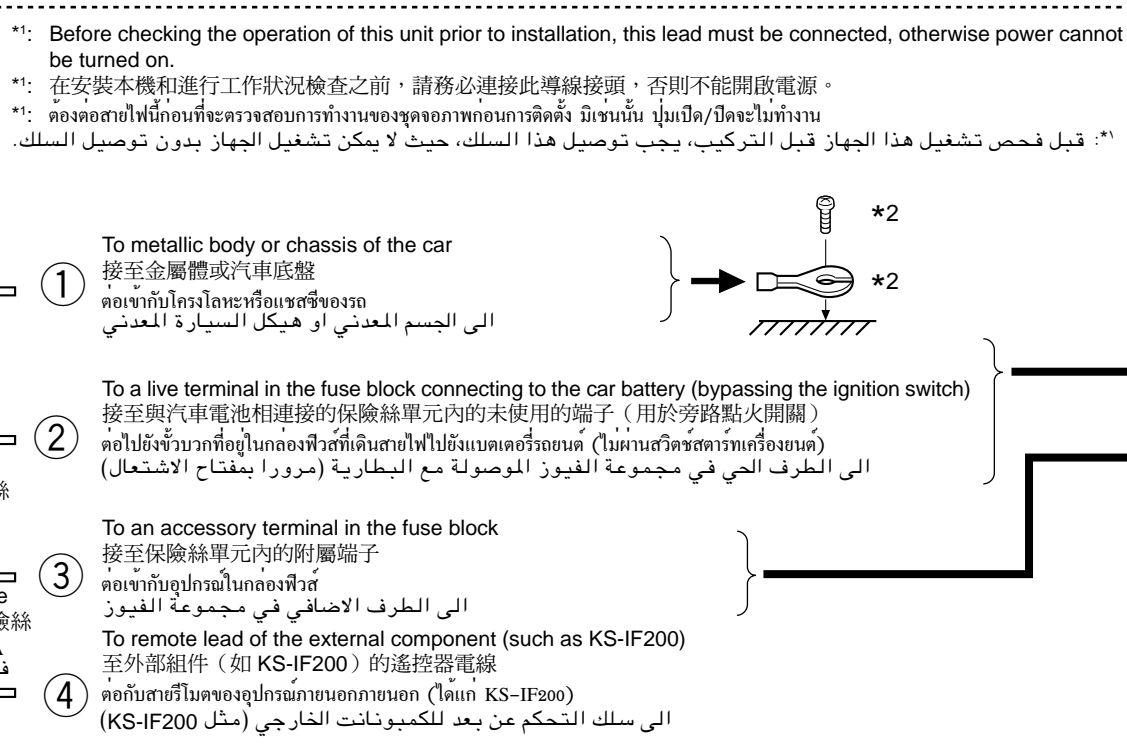 *1: Before checking the operation of this unit prior to installation, this lead must be connected, otherwise power cannot
be turned on.
*1: 在安裝本機和進行工作狀況檢查之前，請務必連接此導線接頭，否則不能開啟電源。
*1: ต้องต่อสายไฟนี้ก่อนที่จะตรวจสอบการทำงานของชุดจอภาพก่อนการติดตั้ง มิเช่นนั้น ปุ่มเปิด/ปิดจะไม่ทำงาน
*١: قبل فحص تشغيل هذا الجهاز قبل التركيب، يجب توصيل هذا السلك، حيث لا يمكن تشغيل الجهاز بدون توصيل السلك.
*2
① To metallic body or chassis of the car
接至金屬體或汽車底盤
ต่อเข้ากับโครงโลหะหรือแชสซีของรถ
الى الجسم المعدني او هيكل السيارة المعدني
*2
② To a live terminal in the fuse block connecting to the car battery (bypassing the ignition switch)
接至與汽車電池相連接的保險絲單元內的未使用的端子（用於旁路點火開關）
ต่อไปยังขั้วบวกที่อยู่ในกล่องฟิวส์ที่เดินสายไฟไปยังแบตเตอรี่รถยนต์ (ไม่ผ่านสวิตช์สตาร์ทเครื่องยนต์)
الى الطرف الحي في مجموعة الفيوز الموصولة مع البطارية (مرورا بمفتاح الاشتعال)
絲
③ To an accessory terminal in the fuse block
接至保險絲單元內的附屬端子
ต่อเข้ากับอุปกรณ์ในกล่องฟิวส์
الى الطرف الاضافي في مجموعة الفيوز
e
險絲
④ To remote lead of the external component (such as KS-IF200)
至外部組件（如 KS-IF200）的遙控器電線
ต่อกับสายรีโมตของอุปกรณ์ภายนอกภายนอก (ได้แก่ KS-IF200)
الى سلك التحكم عن بعد للكمبونانت الخارجي (مثل KS-IF200)